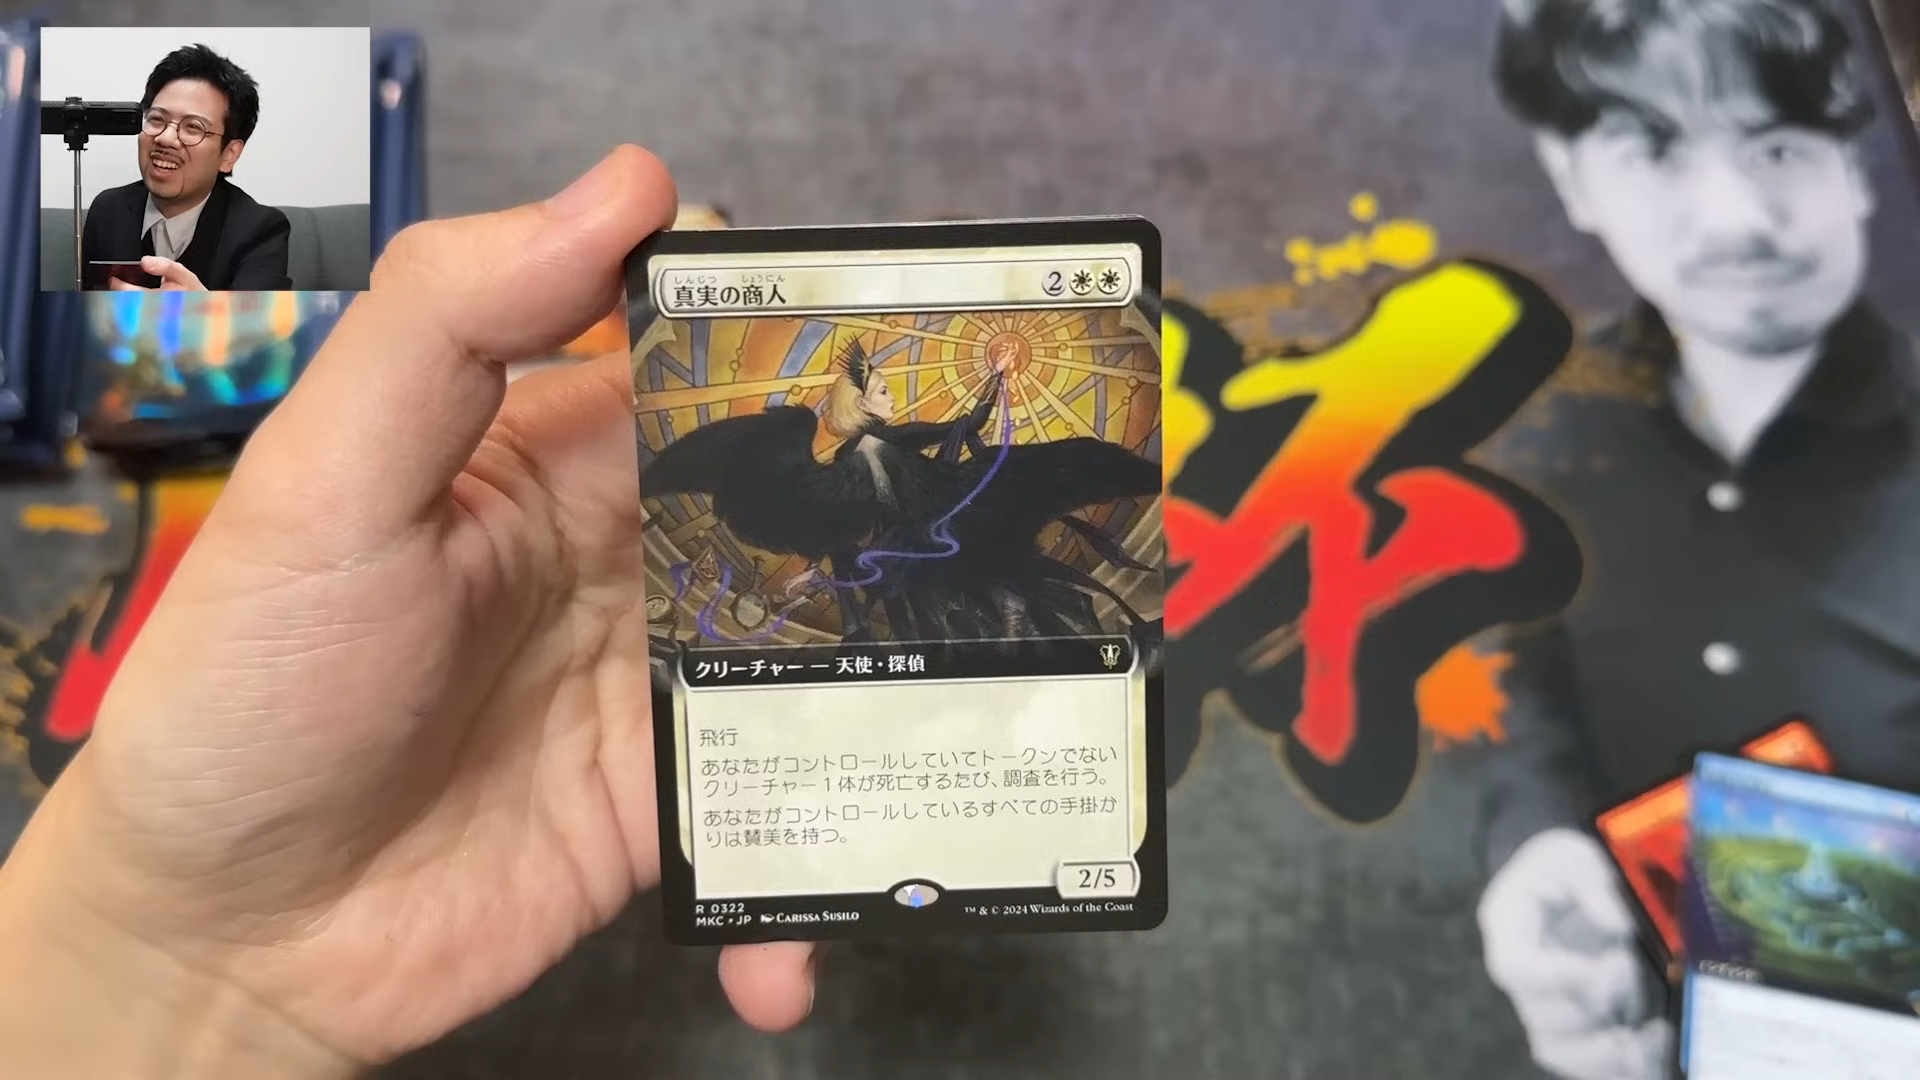 しんじつ しょうにん
真実の商人
2
クリーチャー — 天使・探偵
飛行
あなたがコントロールしていてトークンでない
クリーチャー1体が死亡するたび、調査を行う。
あなたがコントロールしているすべての手掛か
りは賛美を持つ。
2/5
R 0322
MKC • JP CARISSA SUSILO
™ & © 2024 Wizards of the Coast
杯